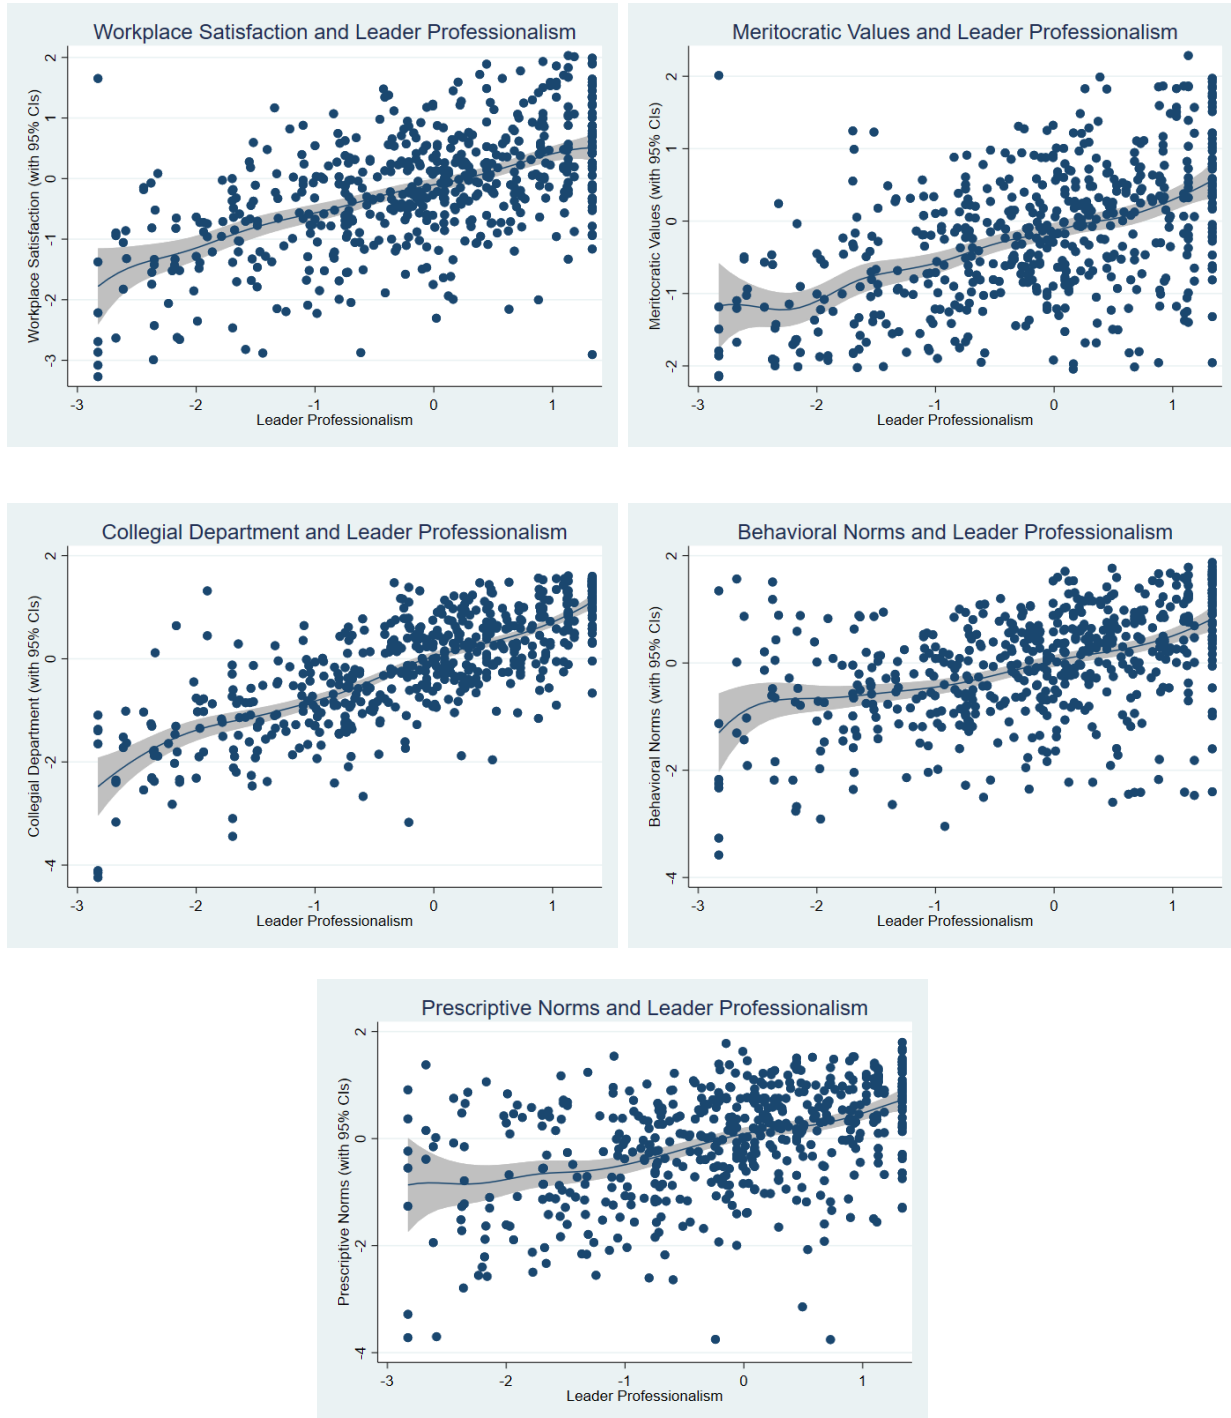 Workplace Satisfaction and Leader Professionalism
Workplace Satisfaction (with 95% CIs)
2
1
0
-1
-2
-3
-3 -2 -1 0 1
Leader Professionalism
Meritocratic Values and Leader Professionalism
Meritocratic Values (with 95% CIs)
2
1
0
-1
-2
-3 -2 -1 0 1
Leader Professionalism
Collegial Department and Leader Professionalism
Collegial Department (with 95% CIs)
2
0
-2
-4
-3 -2 -1 0 1
Leader Professionalism
Behavioral Norms and Leader Professionalism
Behavioral Norms (with 95% CIs)
2
0
-2
-4
-3 -2 -1 0 1
Leader Professionalism
Prescriptive Norms and Leader Professionalism
Prescriptive Norms (with 95% CIs)
2
0
-2
-4
-3 -2 -1 0 1
Leader Professionalism